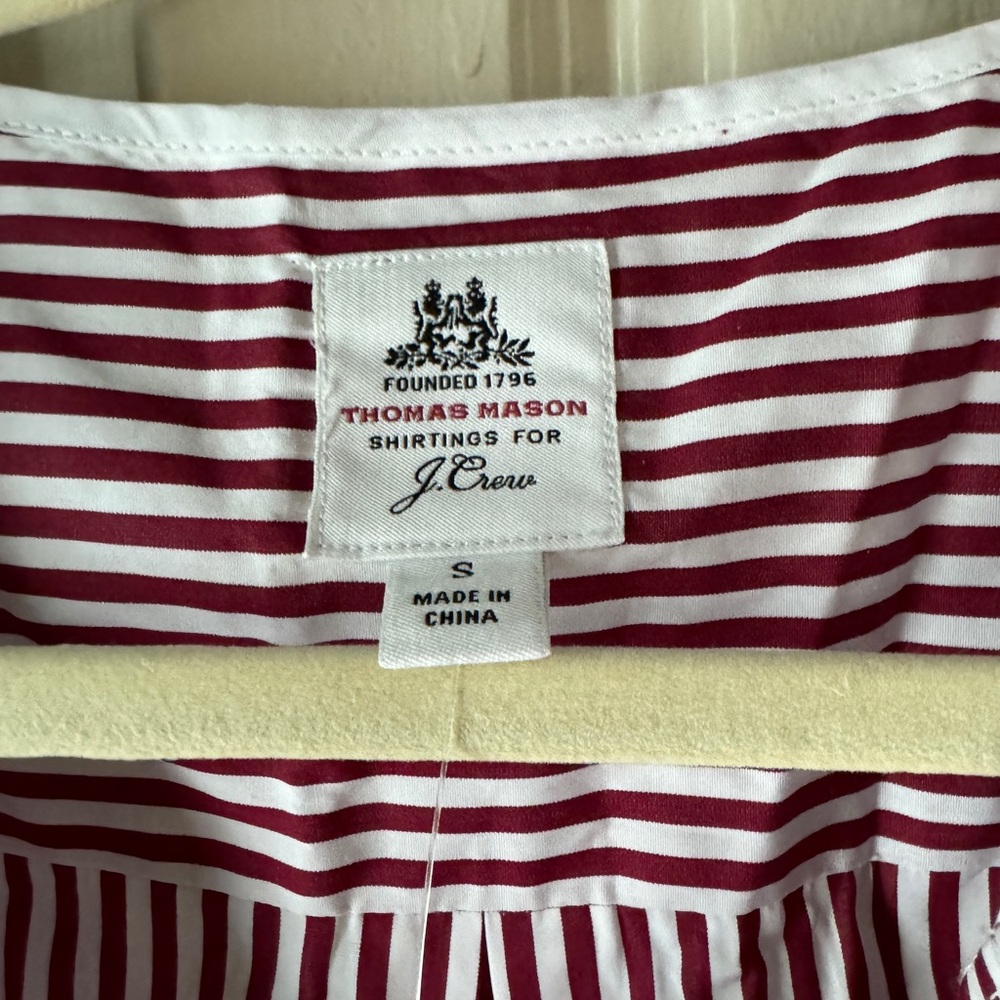 FOUNDED 1796
THOMAS MASON
SHIRTINGS FOR
J.Crew
S
MADE IN
CHINA